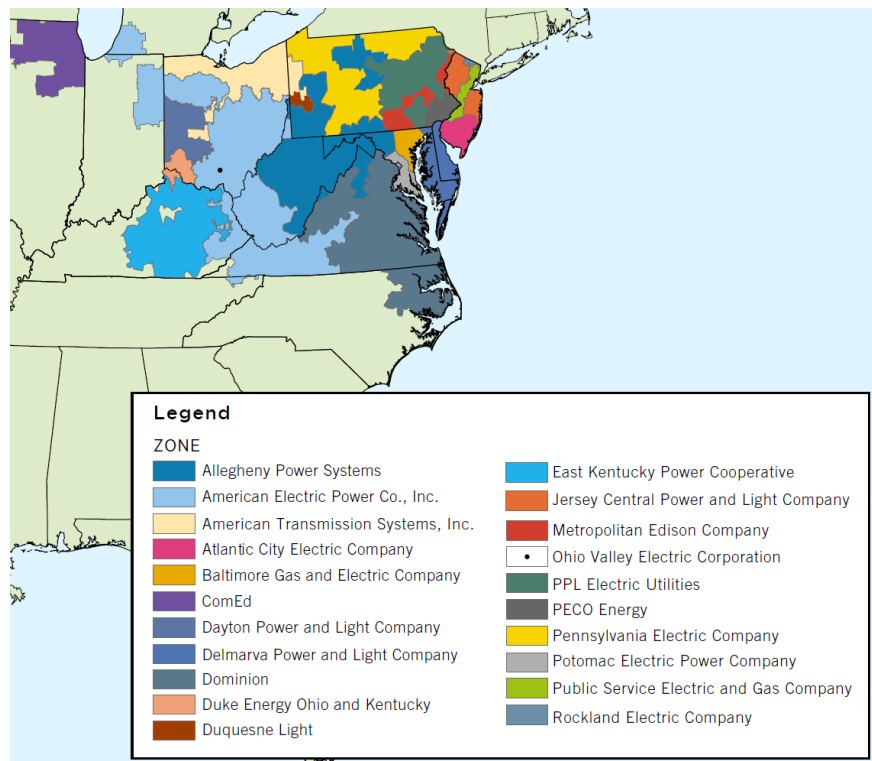 Legend
ZONE
Allegheny Power Systems
American Electric Power Co., Inc.
American Transmission Systems, Inc.
Atlantic City Electric Company
Baltimore Gas and Electric Company
ComEd
Dayton Power and Light Company
Delmarva Power and Light Company
Dominion
Duke Energy Ohio and Kentucky
Duquesne Light
East Kentucky Power Cooperative
Jersey Central Power and Light Company
Metropolitan Edison Company
Ohio Valley Electric Corporation
PPL Electric Utilities
PECO Energy
Pennsylvania Electric Company
Potomac Electric Power Company
Public Service Electric and Gas Company
Rockland Electric Company